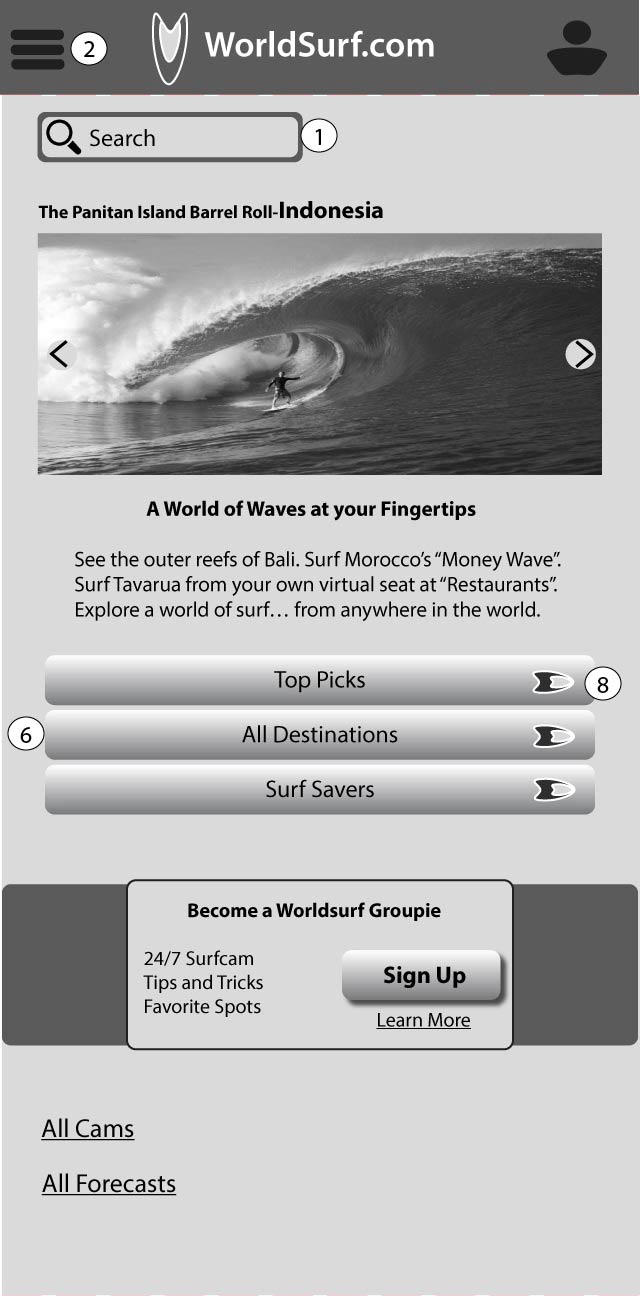 2
WorldSurf.com
Search
1
The Panitan Island Barrel Roll-Indonesia
A World of Waves at your Fingertips
See the outer reefs of Bali. Surf Morocco’s “Money Wave”.
Surf Tavarua from your own virtual seat at “Restaurants”.
Explore a world of surf… from anywhere in the world.
Top Picks
8
6
All Destinations
Surf Savers
Become a Worldsurf Groupie
24/7 Surfcam
Tips and Tricks
Favorite Spots
Sign Up
Learn More
All Cams
All Forecasts